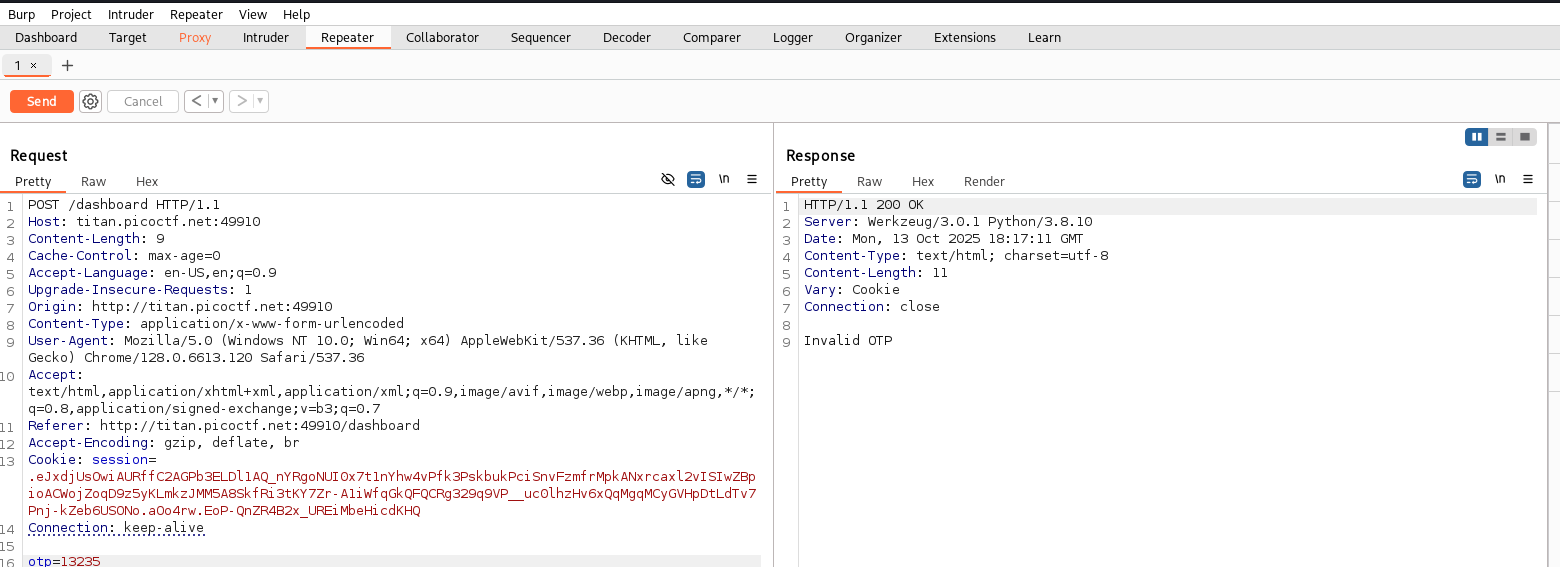 Burp Project Intruder Repeater View Help
Dashboard Target Proxy Intruder Repeater Collaborator Sequencer Decoder Comparer Logger Organizer Extensions Learn
1 × +
Send Cancel < >
Request
Pretty Raw Hex \n
1 POST /dashboard HTTP/1.1
2 Host: titan.picoctf.net:49910
3 Content-Length: 9
4 Cache-Control: max-age=0
5 Accept-Language: en-US,en;q=0.9
6 Upgrade-Insecure-Requests: 1
7 Origin: http://titan.picoctf.net:49910
8 Content-Type: application/x-www-form-urlencoded
9 User-Agent: Mozilla/5.0 (Windows NT 10.0; Win64; x64) AppleWebKit/537.36 (KHTML, like
Gecko) Chrome/128.0.6613.120 Safari/537.36
10 Accept:
text/html,application/xhtml+xml,application/xml;q=0.9,image/avif,image/webp,image/apng,*/*;
q=0.8,application/signed-exchange;v=b3;q=0.7
11 Referer: http://titan.picoctf.net:49910/dashboard
12 Accept-Encoding: gzip, deflate, br
13 Cookie: session=
.eJxdjUsOwiAURffC2AGPb3ELDl1AQ_nYRgoNUI0x7t1nYhw4vPfk3PskbukPciSnvFzmfrMpkANxrcaxl2vISIwZBp
ioACWojZoqD9z5yKLmkzJMM5A8SkfRi3tKY7Zr-A1iWfqGkQFQCRg329q9VP__uc0lhzHv6xQqMgqMCyGVHpDtLdTv7
Pnj-kZeb6USONo.aOo4rw.EoP-QnZR4B2x_UREiMbeHicdKHQ
14 Connection: keep-alive
15
16 otp=13235
Response
Pretty Raw Hex Render \n
1 HTTP/1.1 200 OK
2 Server: Werkzeug/3.0.1 Python/3.8.10
3 Date: Mon, 13 Oct 2025 18:17:11 GMT
4 Content-Type: text/html; charset=utf-8
5 Content-Length: 11
6 Vary: Cookie
7 Connection: close
8
9 Invalid OTP